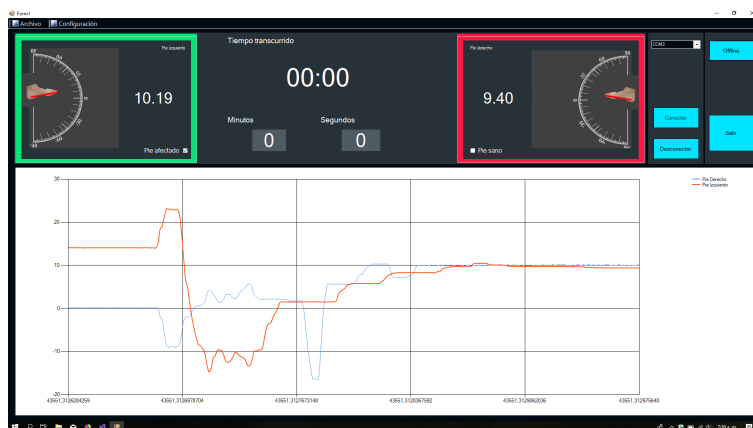 Form1
Archivo Configuración
Pie izquierdo
10.19
Pie afectado
Tiempo transcurrido
00:00
Minutos Segundos
0 0
Pie derecho
9.40
Pie sano
COM3
Conectar
Desconectar
Offline
Salir
30
20
10
0
-10
-20
43551,3126284259 43551,3126978704 43551,3127673148 43551,3128367592 43551,3129062036 43551,312975648
Pie Derecho
Pie Izquierdo